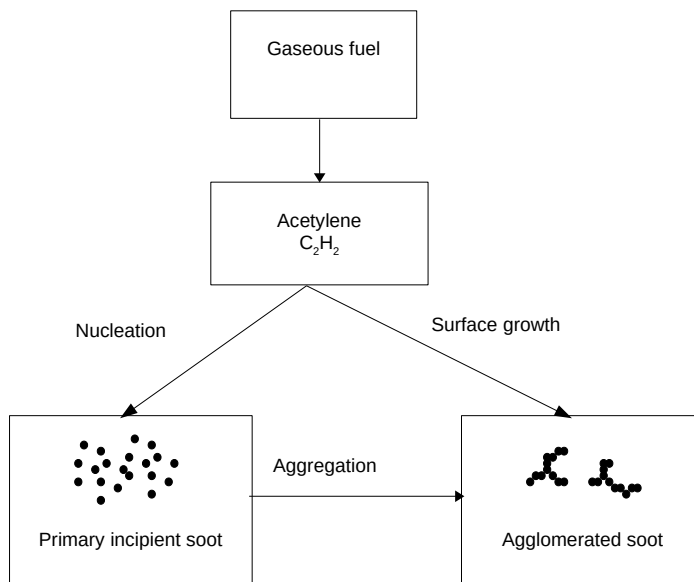 Gaseous fuel
Acetylene
C₂H₂
Nucleation
Surface growth
Aggregation
Primary incipient soot
Agglomerated soot